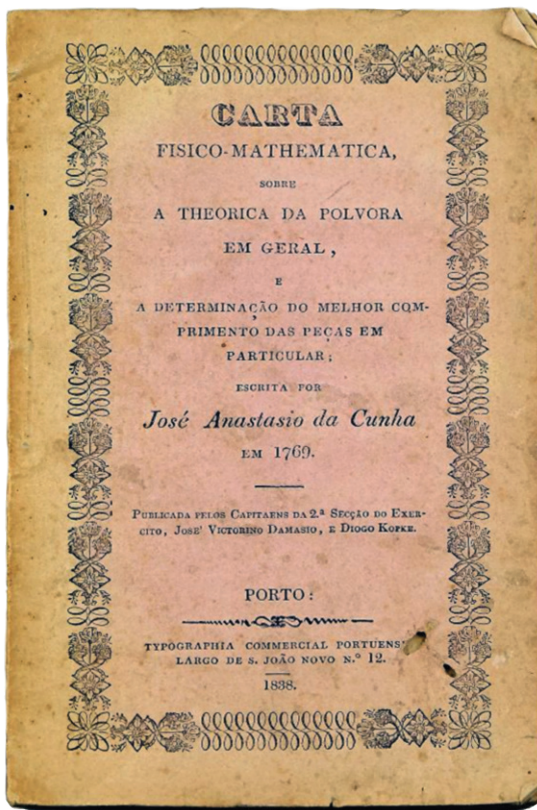 CARTA
FISICO-MATHEMATICA,
SOBRE
A THEORICA DA POLVORA
EM GERAL,
E
A DETERMINAÇÃO DO MELHOR COM-
PRIMENTO DAS PEÇAS EM
PARTICULAR;
ESCRITA POR
José Anastasio da Cunha
EM 1769.
PUBLICADA PELOS CAPITAENS DA 2.ª SECÇÃO DO EXER-
CITO, JOSE' VICTORINO DAMASIO, E DIOGO KOPKE.
PORTO:
TYPOGRAPHIA COMMERCIAL
LARGO DE S. JOÃO NOVO N.º 12.
1838.